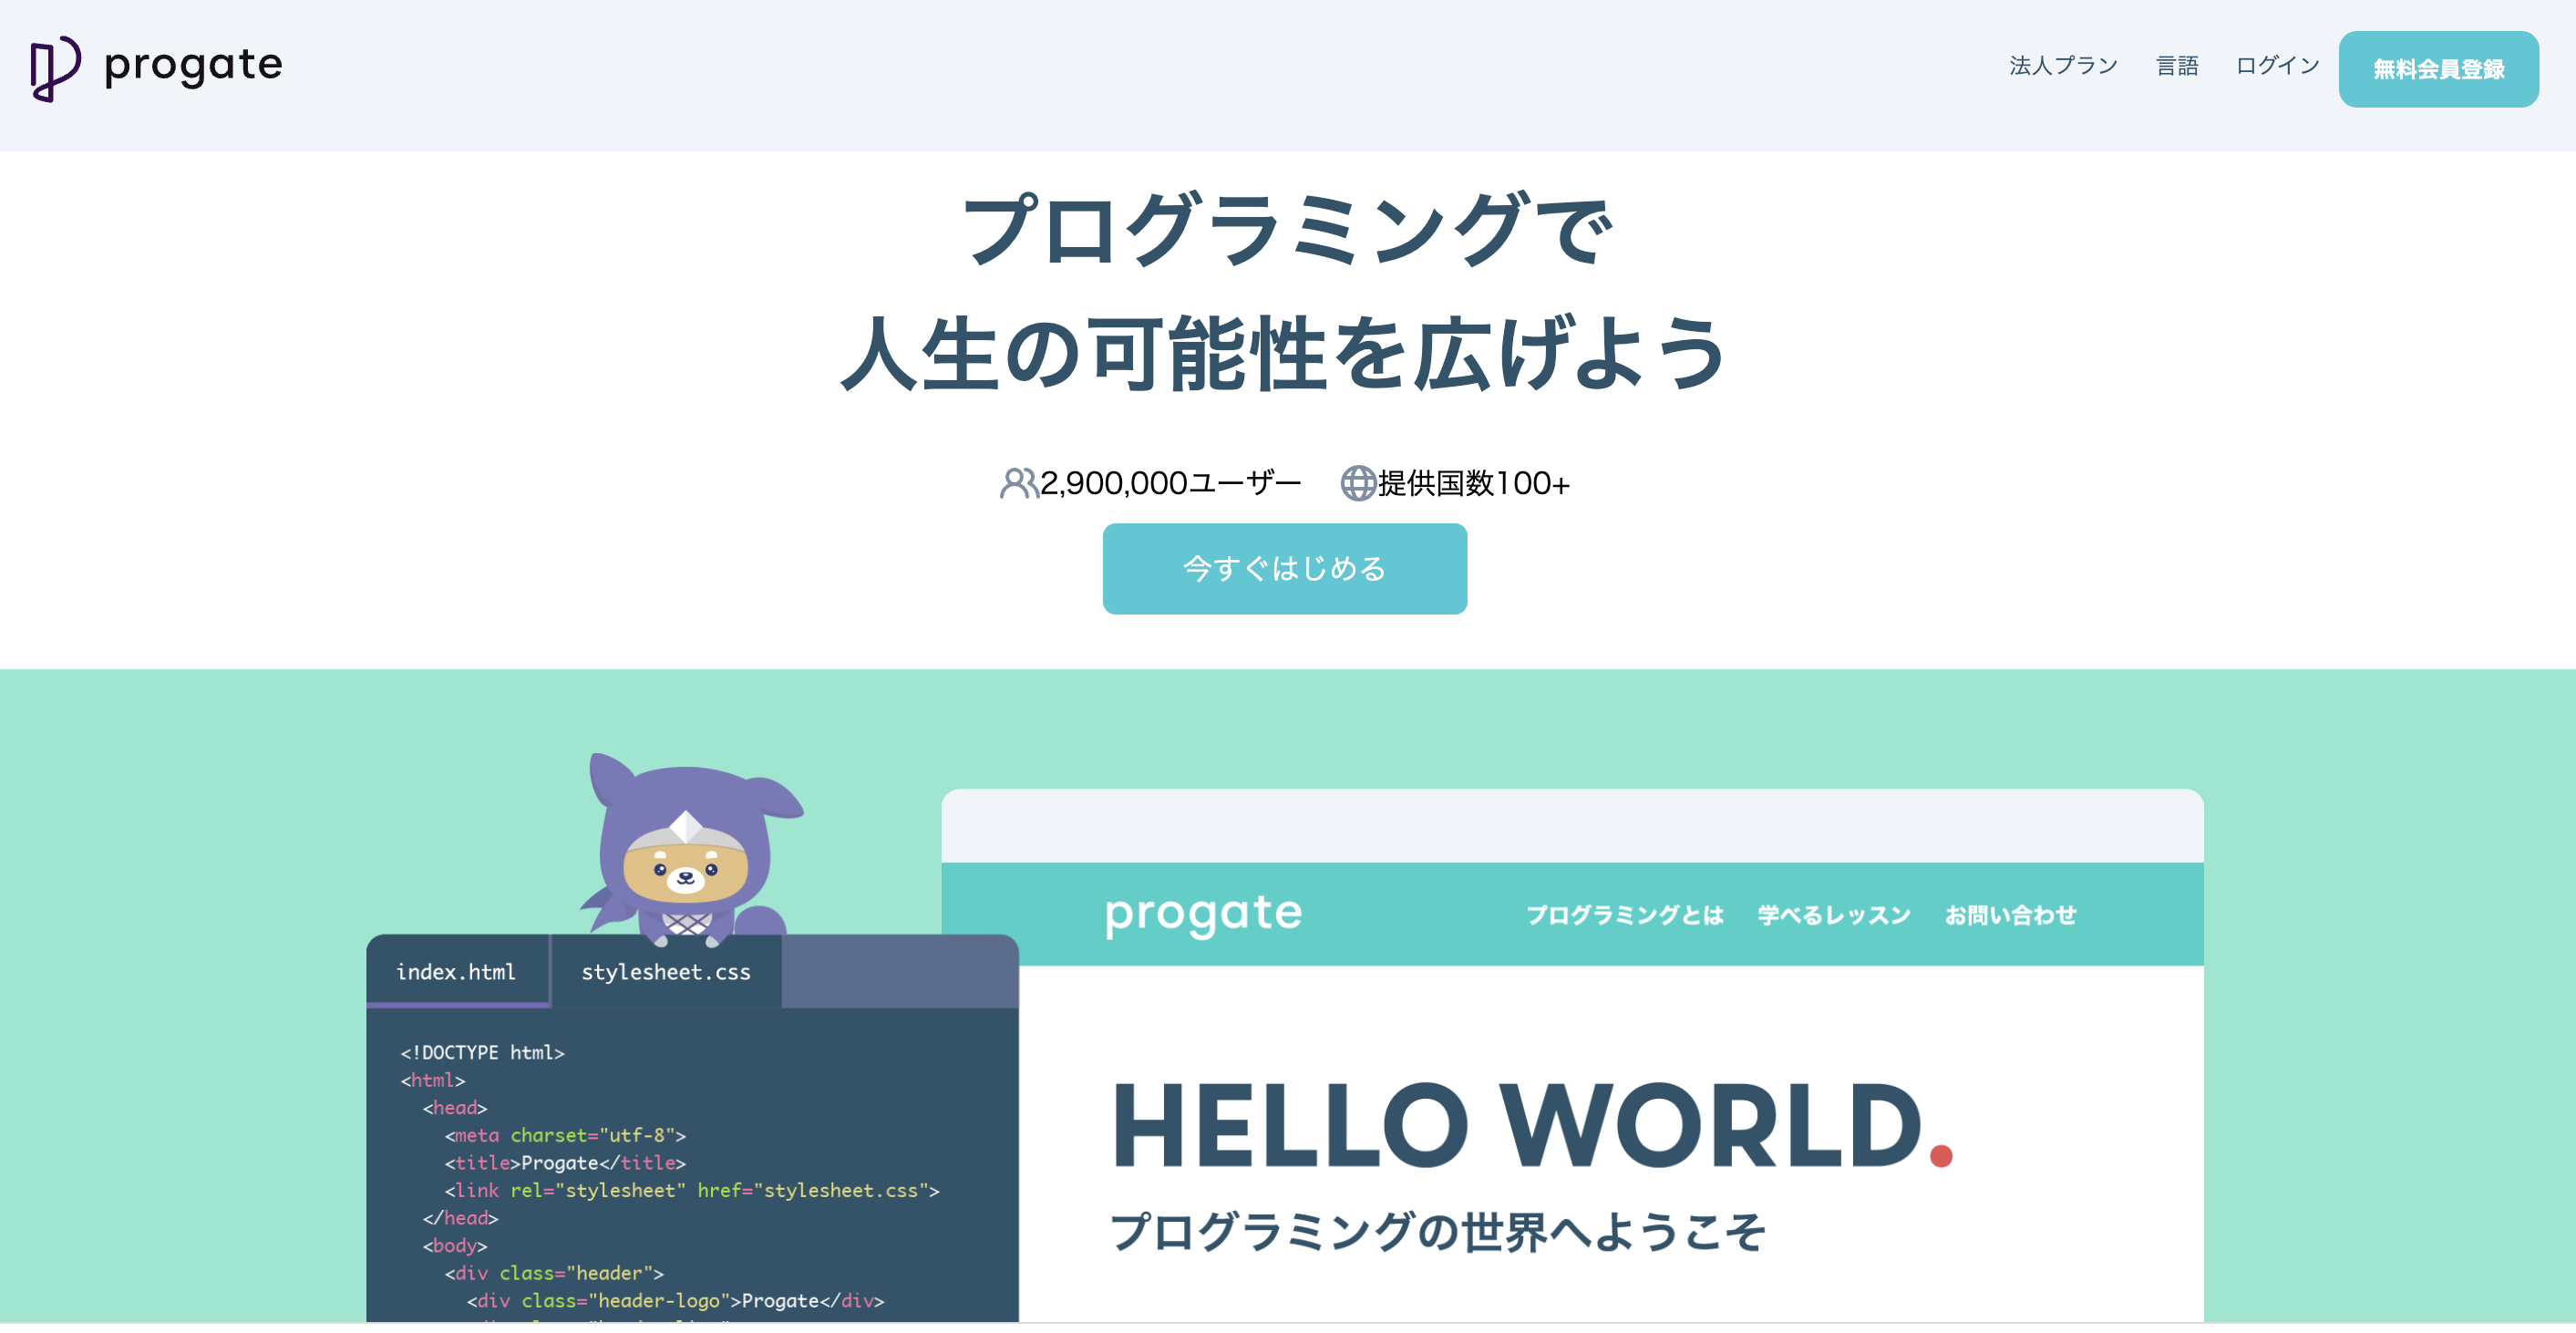 progate
法人プラン 言語 ログイン 無料会員登録
プログラミングで
人生の可能性を広げよう
2,900,000ユーザー 提供国数100+
今すぐはじめる
progate プログラミングとは 学べるレッスン お問い合わせ
index.html stylesheet.css
<!DOCTYPE html>
<html>
<head>
<meta charset="utf-8">
<title>Progate</title>
<link rel="stylesheet" href="stylesheet.css">
</head>
<body>
<div class="header">
<div class="header-logo">Progate</div>
HELLO WORLD.
プログラミングの世界へようこそ